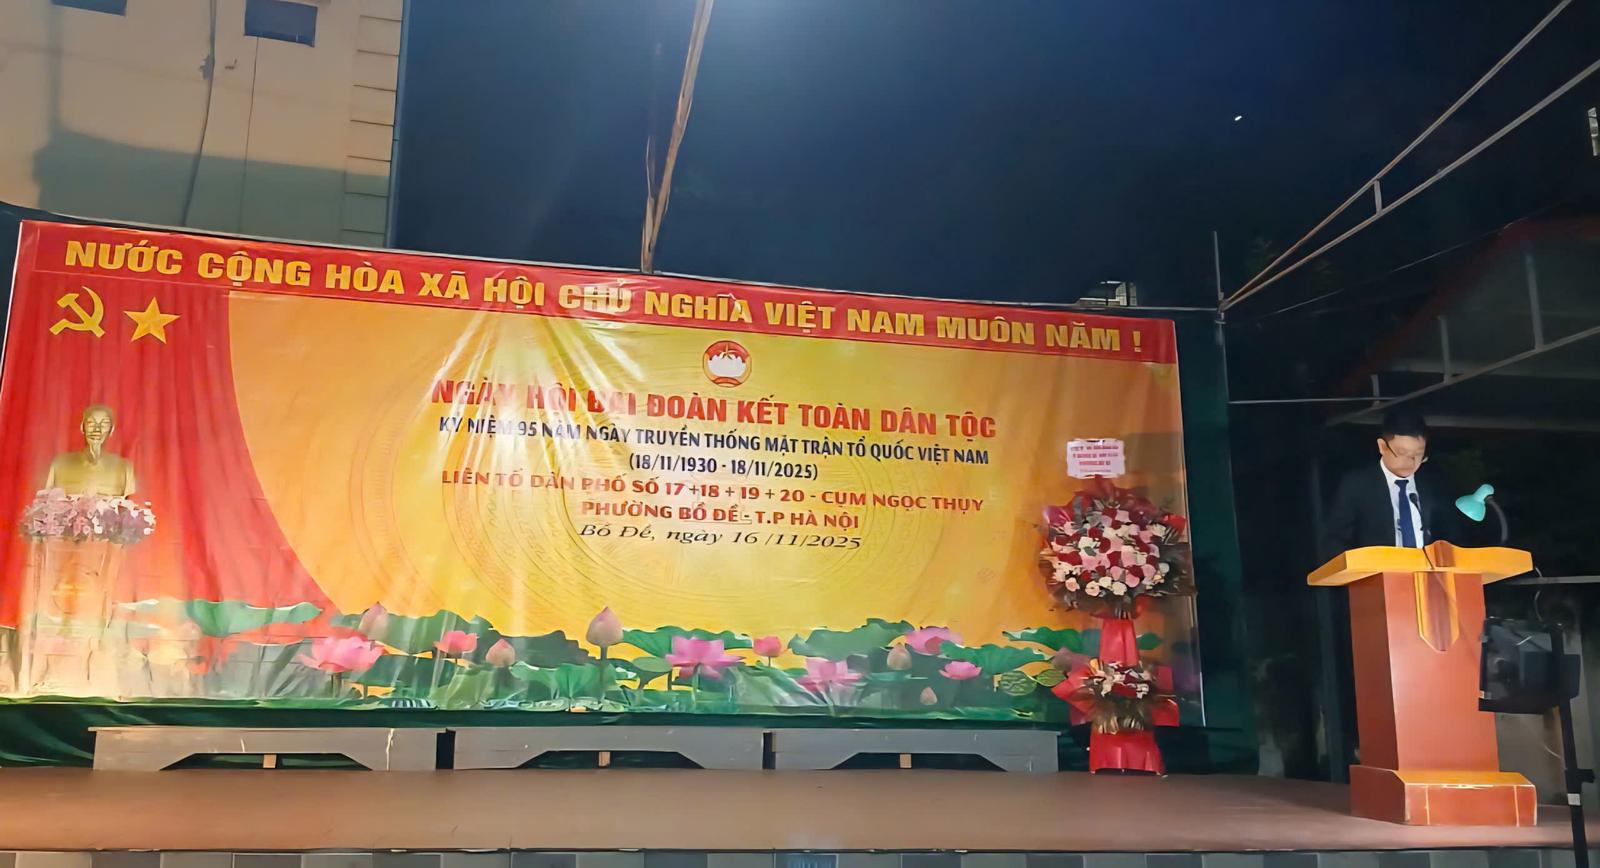 NƯỚC CỘNG HÒA XÃ HỘI CHỦ NGHĨA VIỆT NAM MUÔN NĂM !
NGÀY HỘI ĐẠI ĐOÀN KẾT TOÀN DÂN TỘC
KỶ NIỆM 95 NĂM NGÀY TRUYỀN THỐNG MẶT TRẬN TỔ QUỐC VIỆT NAM
(18/11/1930 - 18/11/2025)
LIÊN TỔ DÂN PHỐ SỐ 17 +18 + 19 + 20 - CỤM NGỌC THỤY
PHƯỜNG BỒ ĐỀ - T.P HÀ NỘI
Bồ Đề, ngày 16 /11/2025